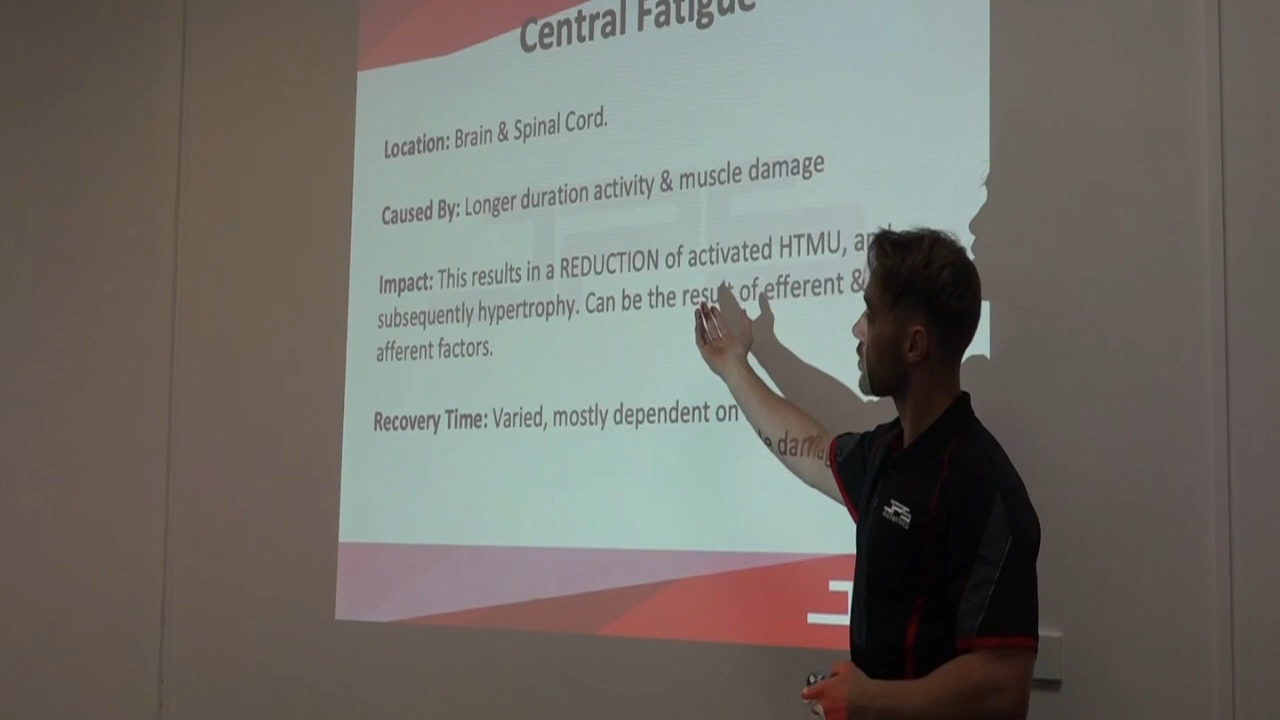 Central Fatigue
Location: Brain & Spinal Cord.
Caused By: Longer duration activity & muscle damage
Impact: This results in a REDUCTION of activated HTMU, and
subsequently hypertrophy. Can be the result of efferent &
afferent factors.
Recovery Time: Varied, mostly dependent on damage
JPS